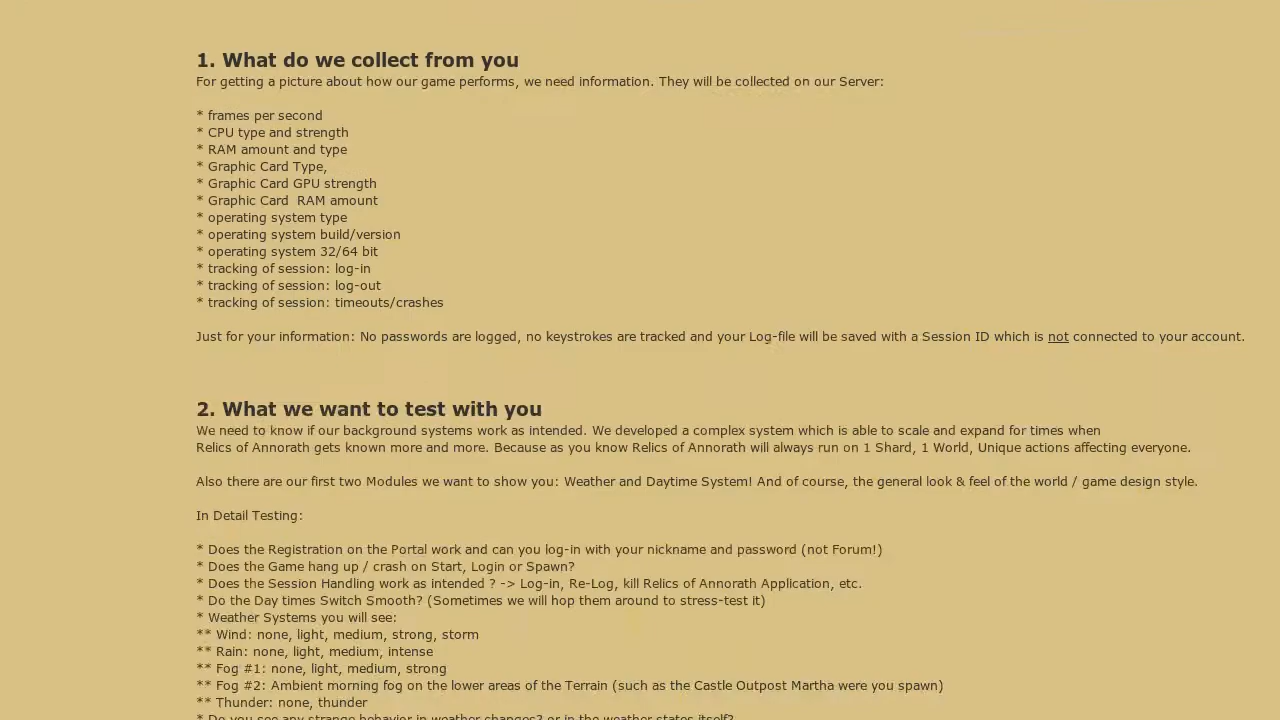 1. What do we collect from you
For getting a picture about how our game performs, we need information. They will be collected on our Server:
* frames per second
* CPU type and strength
* RAM amount and type
* Graphic Card Type,
* Graphic Card GPU strength
* Graphic Card  RAM amount
* operating system type
* operating system build/version
* operating system 32/64 bit
* tracking of session: log-in
* tracking of session: log-out
* tracking of session: timeouts/crashes
Just for your information: No passwords are logged, no keystrokes are tracked and your Log-file will be saved with a Session ID which is not connected to your account.
2. What we want to test with you
We need to know if our background systems work as intended. We developed a complex system which is able to scale and expand for times when
Relics of Annorath gets known more and more. Because as you know Relics of Annorath will always run on 1 Shard, 1 World, Unique actions affecting everyone.
Also there are our first two Modules we want to show you: Weather and Daytime System! And of course, the general look & feel of the world / game design style.
In Detail Testing:
* Does the Registration on the Portal work and can you log-in with your nickname and password (not Forum!)
* Does the Game hang up / crash on Start, Login or Spawn?
* Does the Session Handling work as intended ? -> Log-in, Re-Log, kill Relics of Annorath Application, etc.
* Do the Day times Switch Smooth? (Sometimes we will hop them around to stress-test it)
* Weather Systems you will see:
** Wind: none, light, medium, strong, storm
** Rain: none, light, medium, intense
** Fog #1: none, light, medium, strong
** Fog #2: Ambient morning fog on the lower areas of the Terrain (such as the Castle Outpost Martha were you spawn)
** Thunder: none, thunder
* Do you see any strange behavior in weather changes? or in the weather states itself?